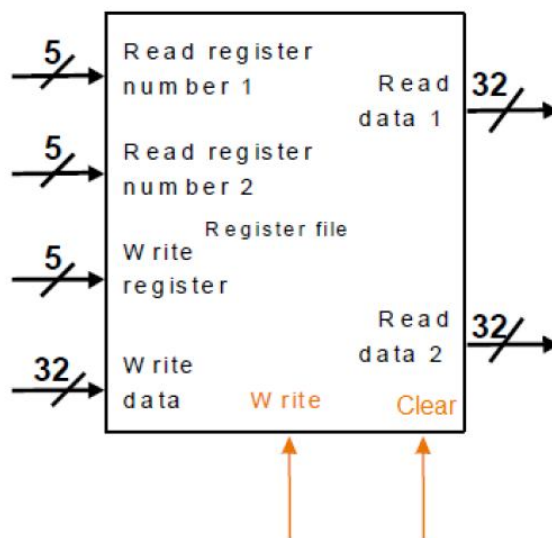 5
Read register
number 1
Read
data 1
32
5
Read register
number 2
Register file
5
Write
register
Read
data 2
32
32
Write
data
Write
Clear